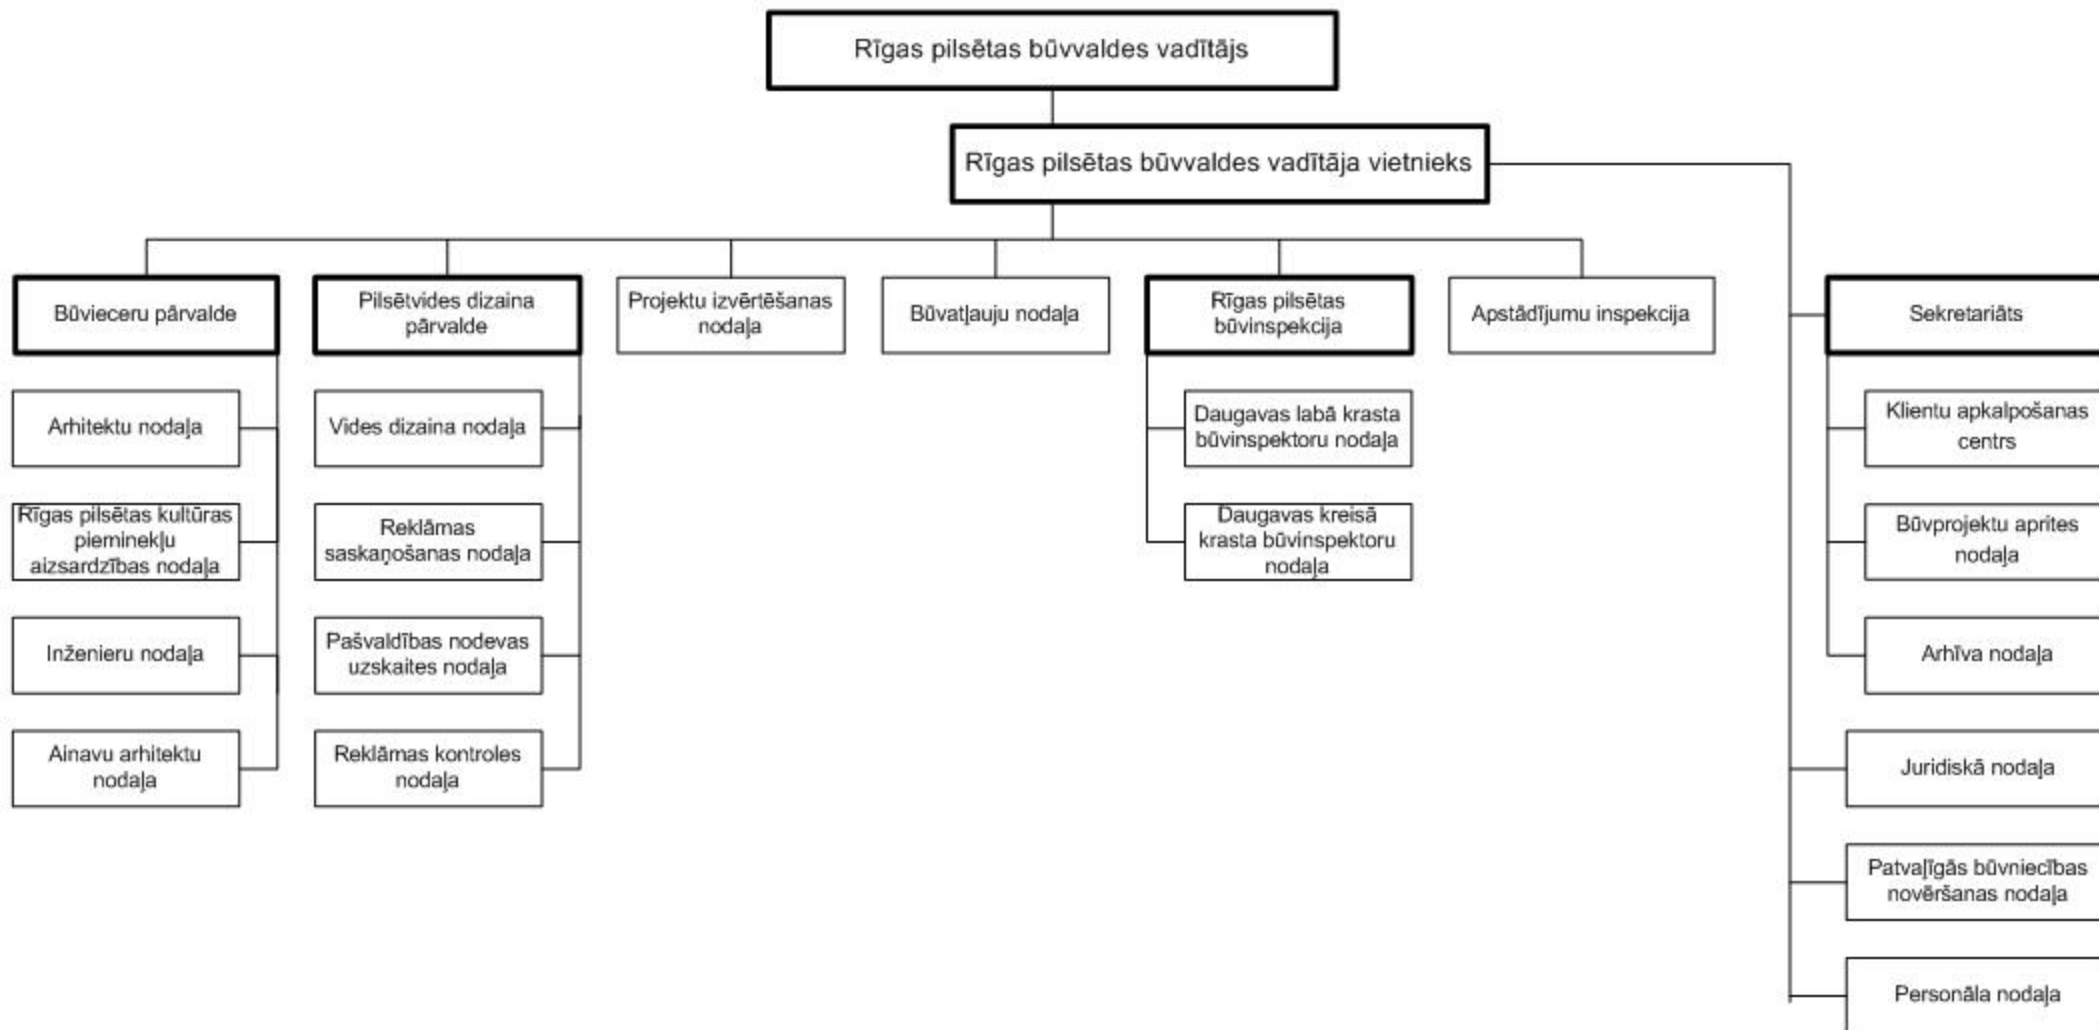 Rīgas pilsētas būvvaldes vadītājs
Rīgas pilsētas būvvaldes vadītāja vietnieks
Būvieceru pārvalde
Pilsētvides dizaina
pārvalde
Projektu izvērtēšanas
nodaļa
Būvatļauju nodaļa
Rīgas pilsētas
būvinspekcija
Apstādījumu inspekcija
Sekretariāts
Arhitektu nodaļa
Rīgas pilsētas kultūras
pieminekļu
aizsardzības nodaļa
Inženieru nodaļa
Ainavu arhitektu
nodaļa
Vides dizaina nodaļa
Reklāmas
saskaņošanas nodaļa
Pašvaldības nodevas
uzskaites nodaļa
Reklāmas kontroles
nodaļa
Daugavas labā krasta
būvinspektoru nodaļa
Daugavas kreisā
krasta būvinspektoru
nodaļa
Klientu apkalpošanas
centrs
Būvprojektu aprites
nodaļa
Arhīva nodaļa
Juridiskā nodaļa
Patvaļīgās būvniecības
novēršanas nodaļa
Personāla nodaļa